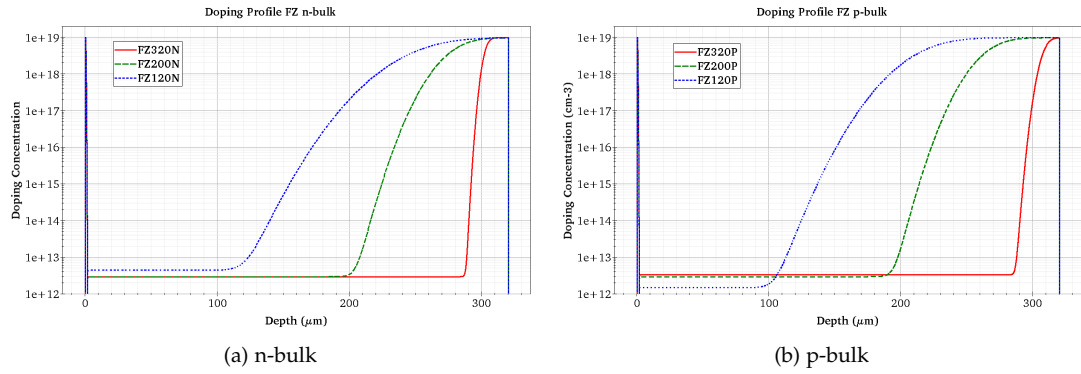 Doping Profile FZ n-bulk
FZ320N
FZ200N
FZ120N
1e+19
1e+18
1e+17
1e+16
1e+15
1e+14
1e+13
1e+12
Doping Concentration
0
100
200
300
Depth (μm)
(a) n-bulk
Doping Profile FZ p-bulk
FZ320P
FZ200P
FZ120P
1e+19
1e+18
1e+17
1e+16
1e+15
1e+14
1e+13
1e+12
Doping Concentration (cm-3)
0
100
200
300
Depth (μm)
(b) p-bulk